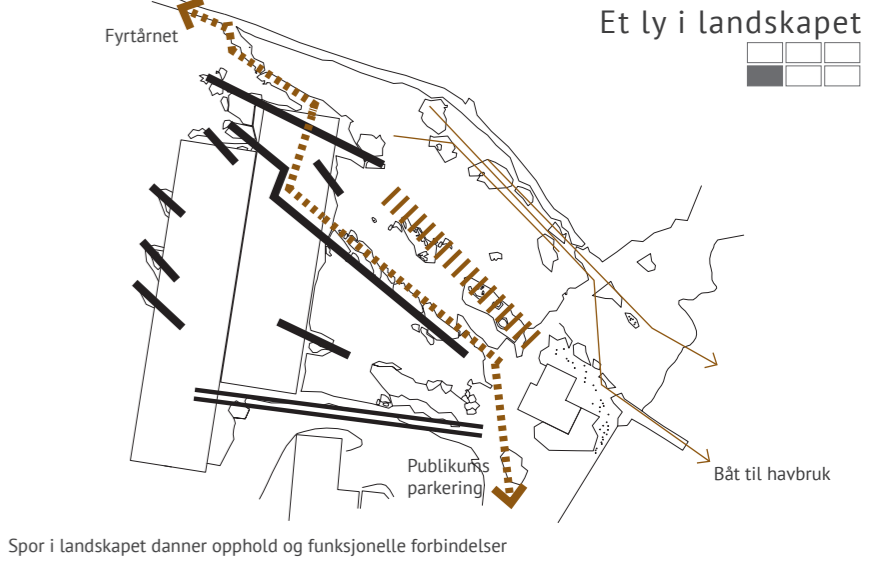 Et ly i landskapet
Fyrtårnet
Publikums
parkering
Båt til havbruk
Spor i landskapet danner opphold og funksjonelle forbindelser